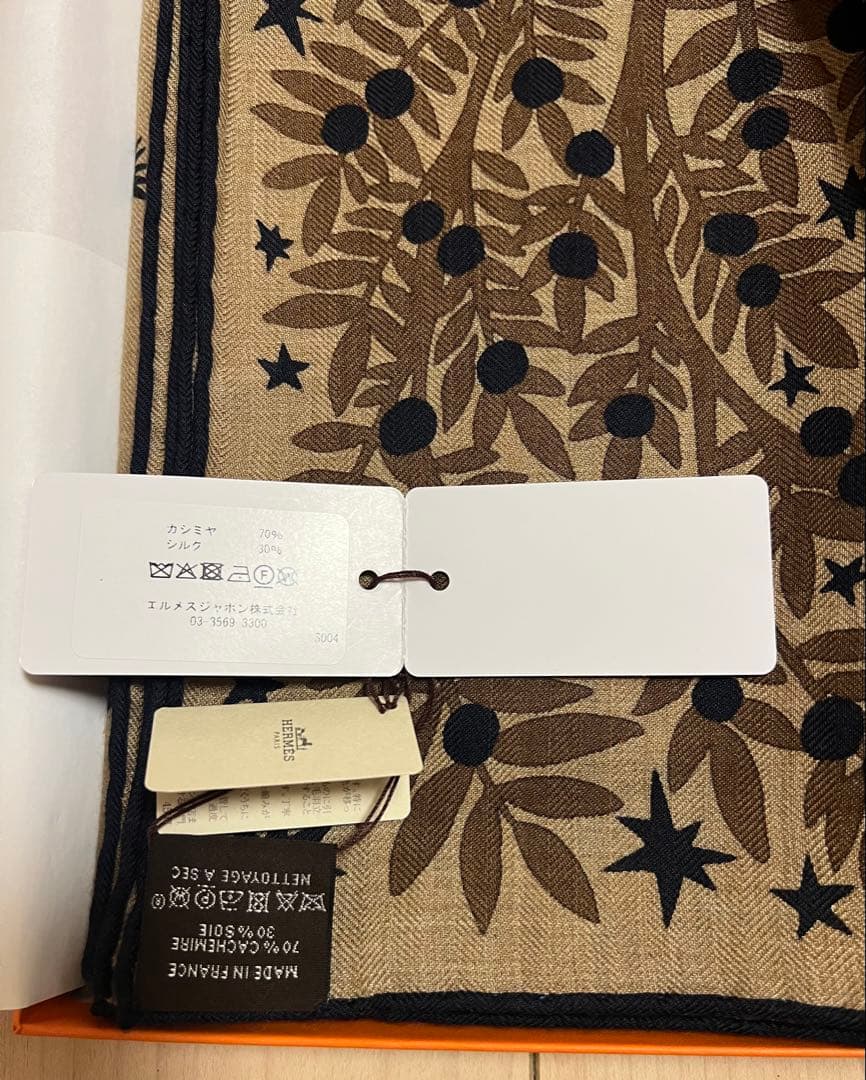 カシミヤ 70%
シルク 30%
F W
エルメスジャポン株式会社
03-3569-3300
S004
HERMES
PARIS
MADE IN FRANCE
70% CACHEMIRE
30% SOIE
NETTOYAGE A SEC